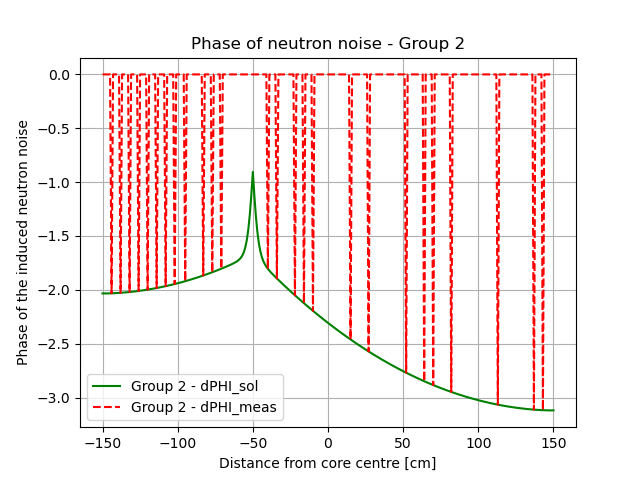 Phase of neutron noise - Group 2
Phase of the induced neutron noise
0.0
−0.5
−1.0
−1.5
−2.0
−2.5
−3.0
Group 2 - dPHI_sol
Group 2 - dPHI_meas
−150
−100
−50
0
50
100
150
Distance from core centre [cm]